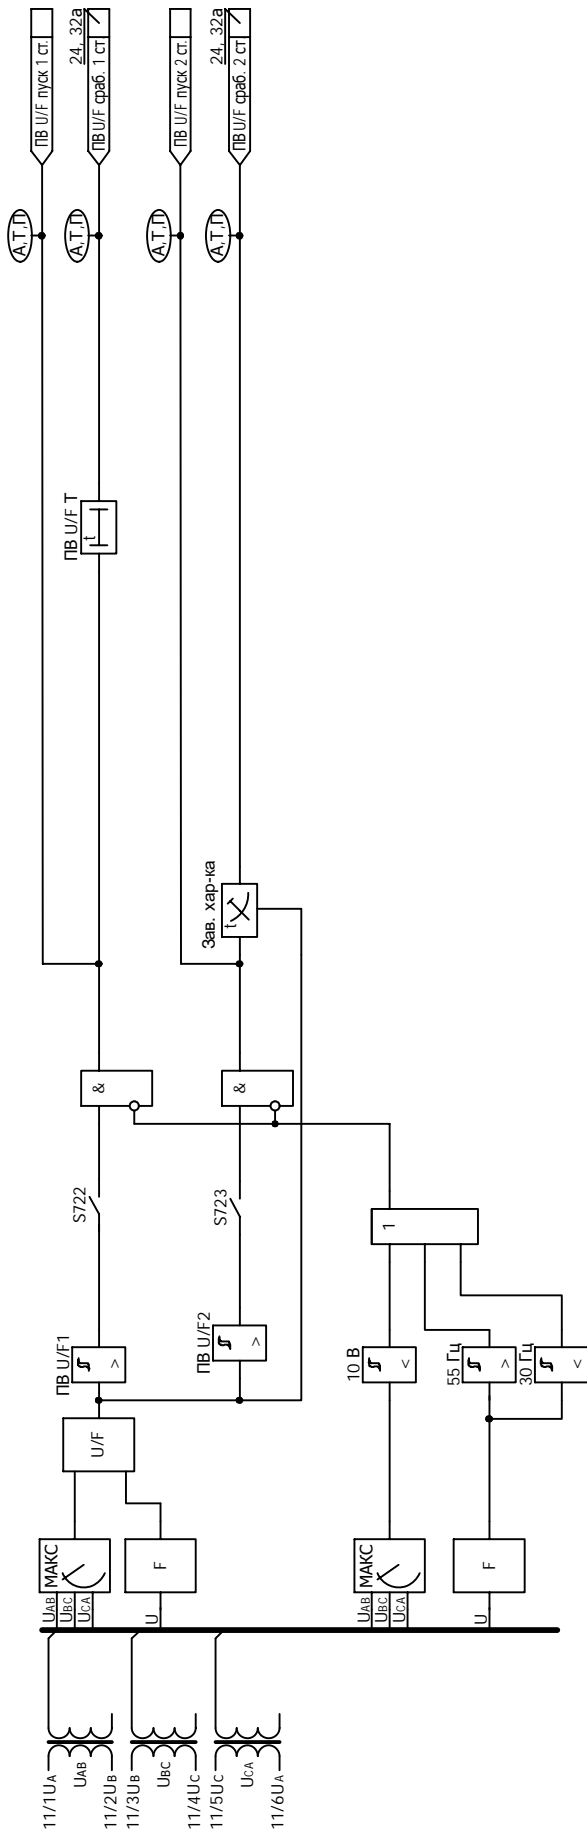 ПВ U/F пуск 1 ст.
24, 32а
ПВ U/F сраб. 1 ст.
ПВ U/F пуск 2 ст.
24, 32а
ПВ U/F сраб. 2 ст.
А,Т,П
А,Т,П
А,Т,П
А,Т,П
ПВ U/F Т
t
Зав. хар-ка
t
&
&
S722
S723
1
ПВ U/F1
>
ПВ U/F2
>
10 В
<
55 Гц
>
30 Гц
<
U/F
МАКС
F
МАКС
F
UAB
UBC
UCA
U
UAB
UBC
UCA
U
11/1UA
UAB
11/2UB
11/3UB
UBC
11/4UC
11/5UC
UCA
11/6UA